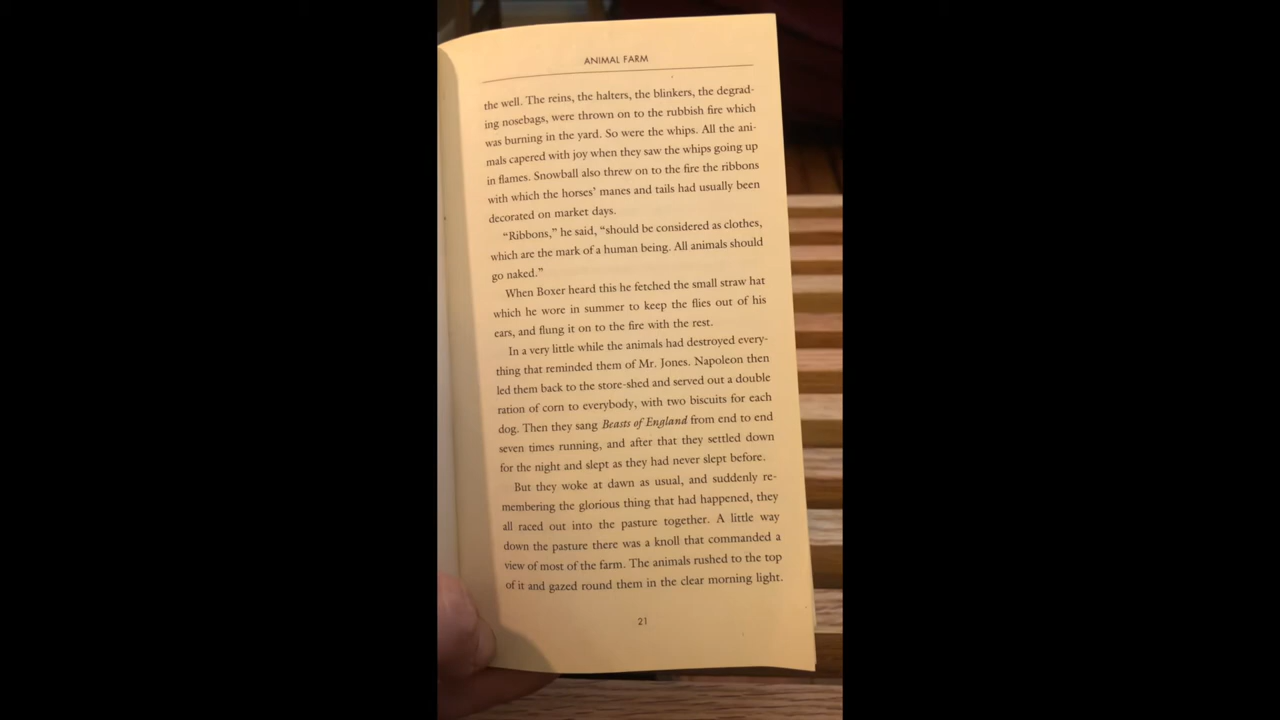 ANIMAL FARM
the well. The reins, the halters, the blinkers, the degrad-
ing nosebags, were thrown on to the rubbish fire which
was burning in the yard. So were the whips. All the ani-
mals capered with joy when they saw the whips going up
in flames. Snowball also threw on to the fire the ribbons
with which the horses’ manes and tails had usually been
decorated on market days.
“Ribbons,” he said, “should be considered as clothes,
which are the mark of a human being. All animals should
go naked.”
When Boxer heard this he fetched the small straw hat
which he wore in summer to keep the flies out of his
ears, and flung it on to the fire with the rest.
In a very little while the animals had destroyed every-
thing that reminded them of Mr. Jones. Napoleon then
led them back to the store-shed and served out a double
ration of corn to everybody, with two biscuits for each
dog. Then they sang Beasts of England from end to end
seven times running, and after that they settled down
for the night and slept as they had never slept before.
But they woke at dawn as usual, and suddenly re-
membering the glorious thing that had happened, they
all raced out into the pasture together. A little way
down the pasture there was a knoll that commanded a
view of most of the farm. The animals rushed to the top
of it and gazed round them in the clear morning light.
21